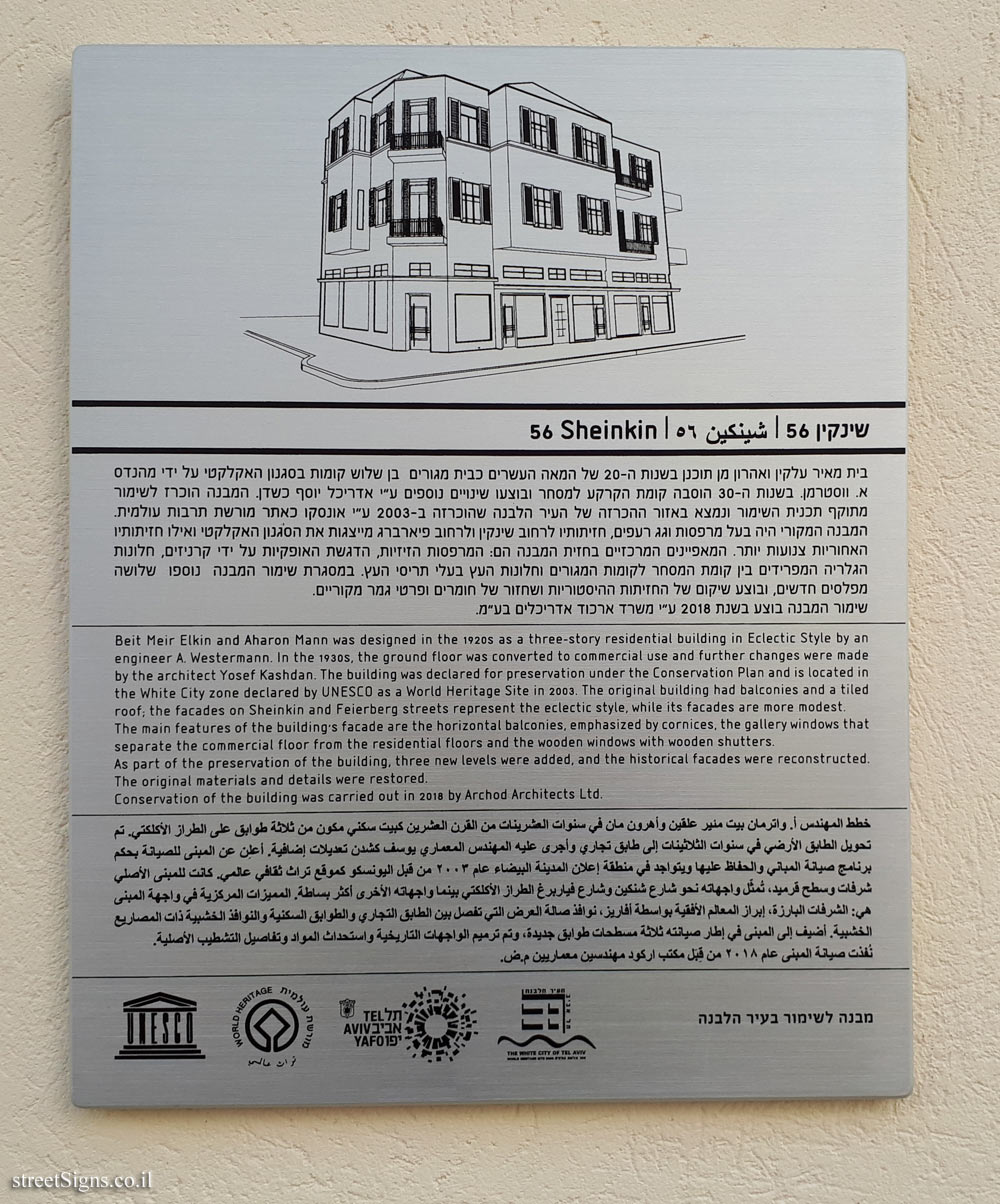 שינקין 56 | شينكين ٥٦ | 56 Sheinkin
בית מאיר עלקין ואהרון מן תוכנן בשנות ה-20 של המאה העשרים כבית מגורים בן שלוש קומות בסגנון האקלקטי על ידי מהנדס
א. ווסטרמן. בשנות ה-30 הוסבה קומת הקרקע למסחר ובוצעו שינויים נוספים ע״י אדריכל יוסף כשדן. המבנה הוכרז לשימור
מתוקף תכנית השימור ונמצא באזור ההכרזה של העיר הלבנה שהוכרזה ב-2003 ע״י אונסקו כאתר מורשת תרבות עולמית.
המבנה המקורי היה בעל מרפסות וגג רעפים, חזיתותיו לרחוב שינקין ולרחוב פיארברג מייצגות את הסגנון האקלקטי ואילו חזיתותיו
האחוריות צנועות יותר. המאפיינים המרכזיים בחזית המבנה הם: המרפסות הזיזיות, הדגשת האופקיות על ידי קרניזים, חלונות
הגלריה המפרידים בין קומת המסחר לקומות המגורים וחלונות העץ בעלי תריסי העץ. במסגרת שימור המבנה נוספו שלושה
מפלסים חדשים, ובוצע שיקום של החזיתות ההיסטוריות ושחזור של חומרים ופרטי גמר מקוריים.
שימור המבנה בוצע בשנת 2018 ע״י משרד ארכוד אדריכלים בע״מ.
Beit Meir Elkin and Aharon Mann was designed in the 1920s as a three-story residential building in Eclectic Style by an
engineer A. Westermann. In the 1930s, the ground floor was converted to commercial use and further changes were made
by the architect Yosef Kashdan. The building was declared for preservation under the Conservation Plan and is located in
the White City zone declared by UNESCO as a World Heritage Site in 2003. The original building had balconies and a tiled
roof; the facades on Sheinkin and Feierberg streets represent the eclectic style, while its facades are more modest.
The main features of the building's facade are the horizontal balconies, emphasized by cornices, the gallery windows that
separate the commercial floor from the residential floors and the wooden windows with wooden shutters.
As part of the preservation of the building, three new levels were added, and the historical facades were reconstructed.
The original materials and details were restored.
Conservation of the building was carried out in 2018 by Archod Architects Ltd.
خطط المهندس أ. واترمان بيت منير علقين وأهرون مان في سنوات العشرينات من القرن العشرين كبيت سكني مكون من ثلاثة طوابق على الطراز الأكلكتي. تم
تحويل الطابق الأرضي في سنوات الثلاثينات إلى طابق تجاري وأجرى عليه المهندس المعماري يوسف كشدن تعديلات إضافية. أعلن عن المبنى للصيانة بحكم
برنامج صيانة المباني والحفاظ عليها ويتواجد في منطقة إعلان المدينة البيضاء عام ٢٠٠٣ من قبل اليونسكو كموقع تراث ثقافي عالمي. كانت للمبنى الأصلي
شرفات وسطح قرميد، تُمثّل واجهاته نحو شارع شنكين وشارع فياربرغ الطراز الأكلكتي بينما واجهاته الأخرى أكثر بساطة. المميزات المركزية في واجهة المبنى
هي: الشرفات البارزة، إبراز المعالم الأفقية بواسطة أفاريز، نوافذ صالة العرض التي تفصل بين الطابق التجاري والطوابق السكنية والنوافذ الخشبية ذات المصاريع
الخشبية. أضيف إلى المبنى في إطار صيانته ثلاثة مسطحات طوابق جديدة، وتم ترميم الواجهات التاريخية واستحداث المواد وتفاصيل التشطيب الأصلية.
نُفذت صيانة المبنى عام ٢٠١٨ من قِبَل مكتب اركود مهندسين معماريين م.ض.
מבנה לשימור בעיר הלבנה
העיר הלבנה
תל אביב
THE WHITE CITY OF TEL AVIV
TEL תל
AVIV אביב
YAFO יפו
WORLD HERITAGE
מורשת עולמית
تراث عالمي
UNESCO
streetSigns.co.il